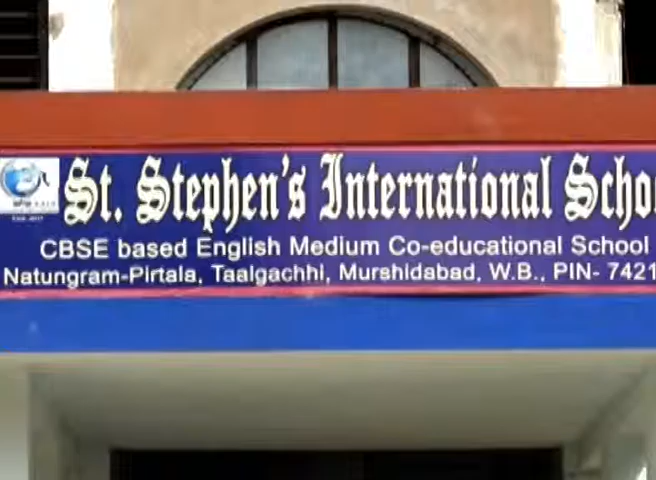 St. Stephen's International Scho
CBSE based English Medium Co-educational School
Natungram-Pirtala, Taalgachhi, Murshidabad, W.B., PIN- 7421